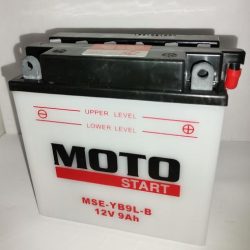 UPPER LEVEL
LOWER LEVEL
MOTO
START
MSE-YB9L-B
12V 9Ah